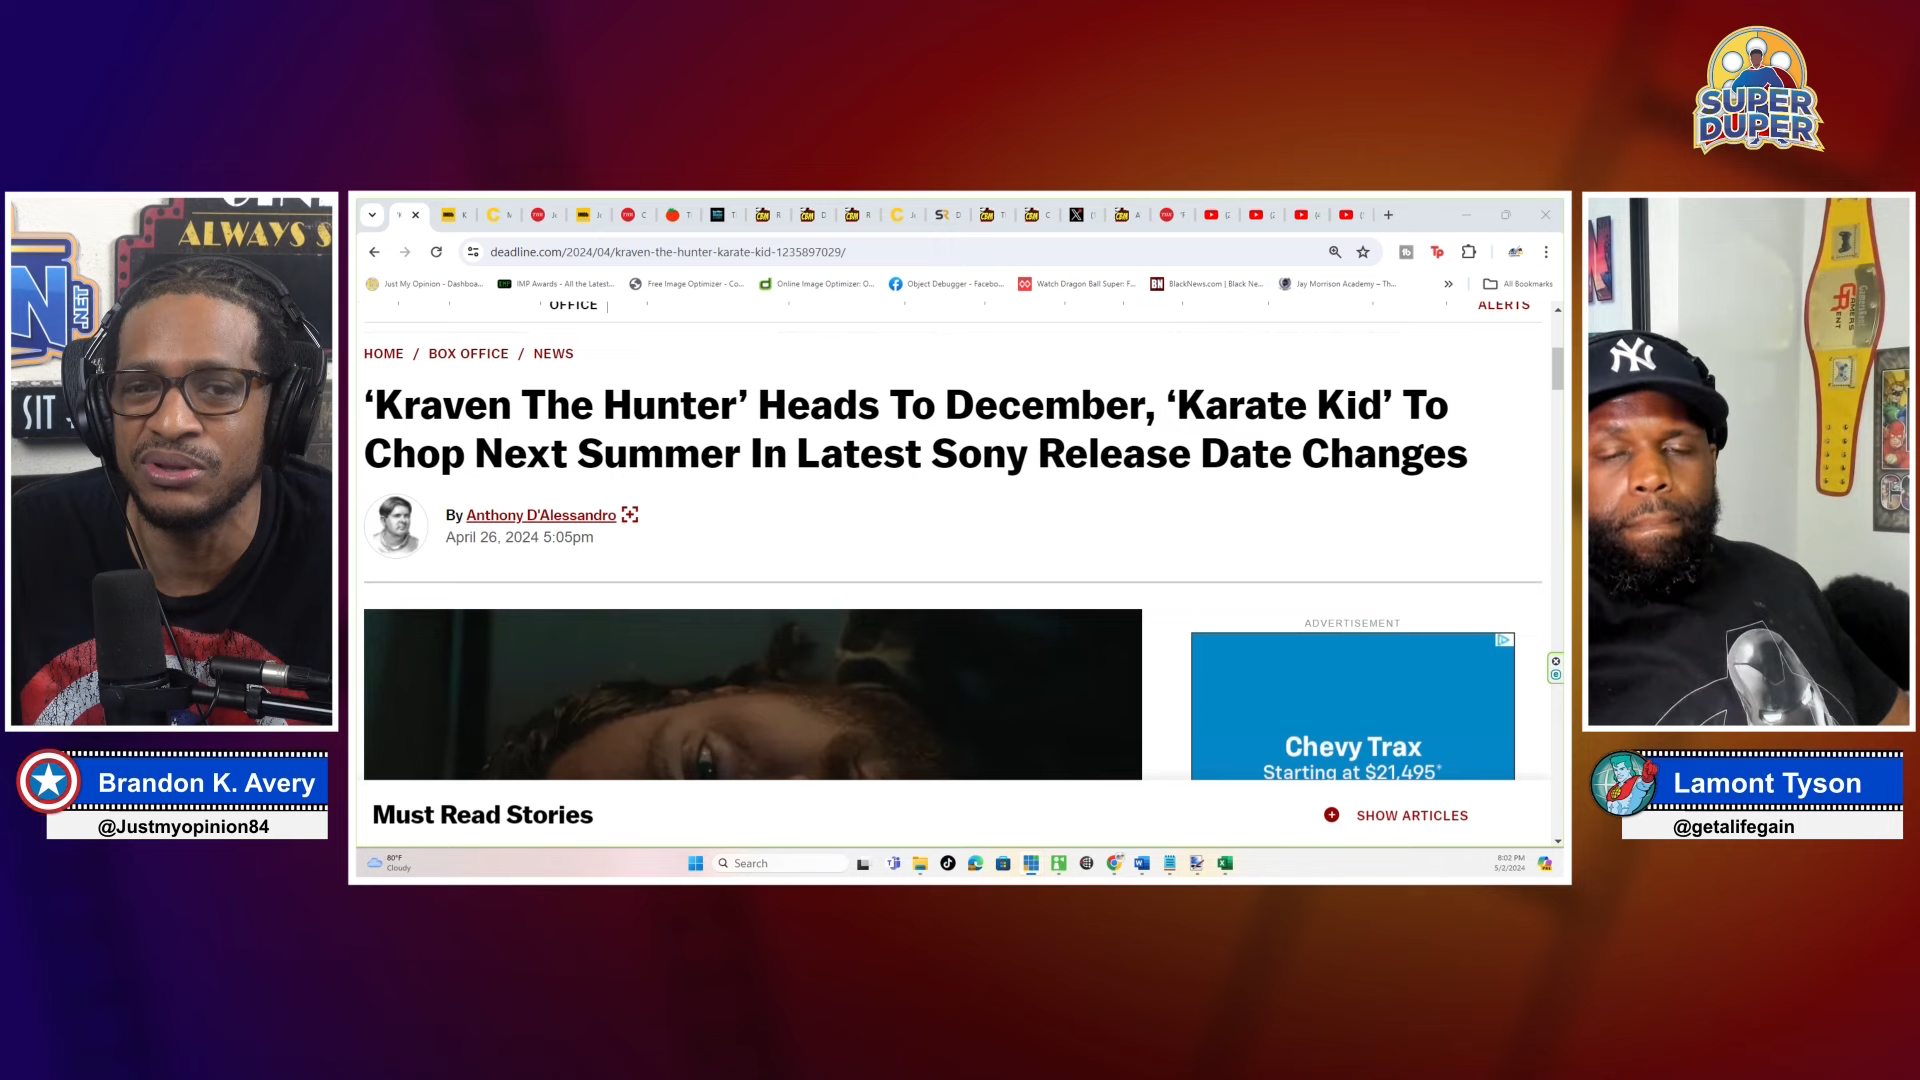 SUPER
DUPER
ALWAYS S
N
.NET
SIT
deadline.com/2024/04/kraven-the-hunter-karate-kid-1235897029/
Just My Opinion - Dashboa...
IMP Awards - All the Latest...
Free Image Optimizer - Co...
Online Image Optimizer: O...
Object Debugger - Facebo...
Watch Dragon Ball Super: F...
BlackNews.com | Black Ne...
Jay Morrison Academy – Th...
All Bookmarks
OFFICE
ALERTS
HOME / BOX OFFICE / NEWS
‘Kraven The Hunter’ Heads To December, ‘Karate Kid’ To
Chop Next Summer In Latest Sony Release Date Changes
By Anthony D'Alessandro
April 26, 2024 5:05pm
ADVERTISEMENT
Chevy Trax
Starting at $21,495*
Must Read Stories
SHOW ARTICLES
80°F
Cloudy
Search
8:02 PM
5/2/2024
NY
Brandon K. Avery
@Justmyopinion84
Lamont Tyson
@getalifegain